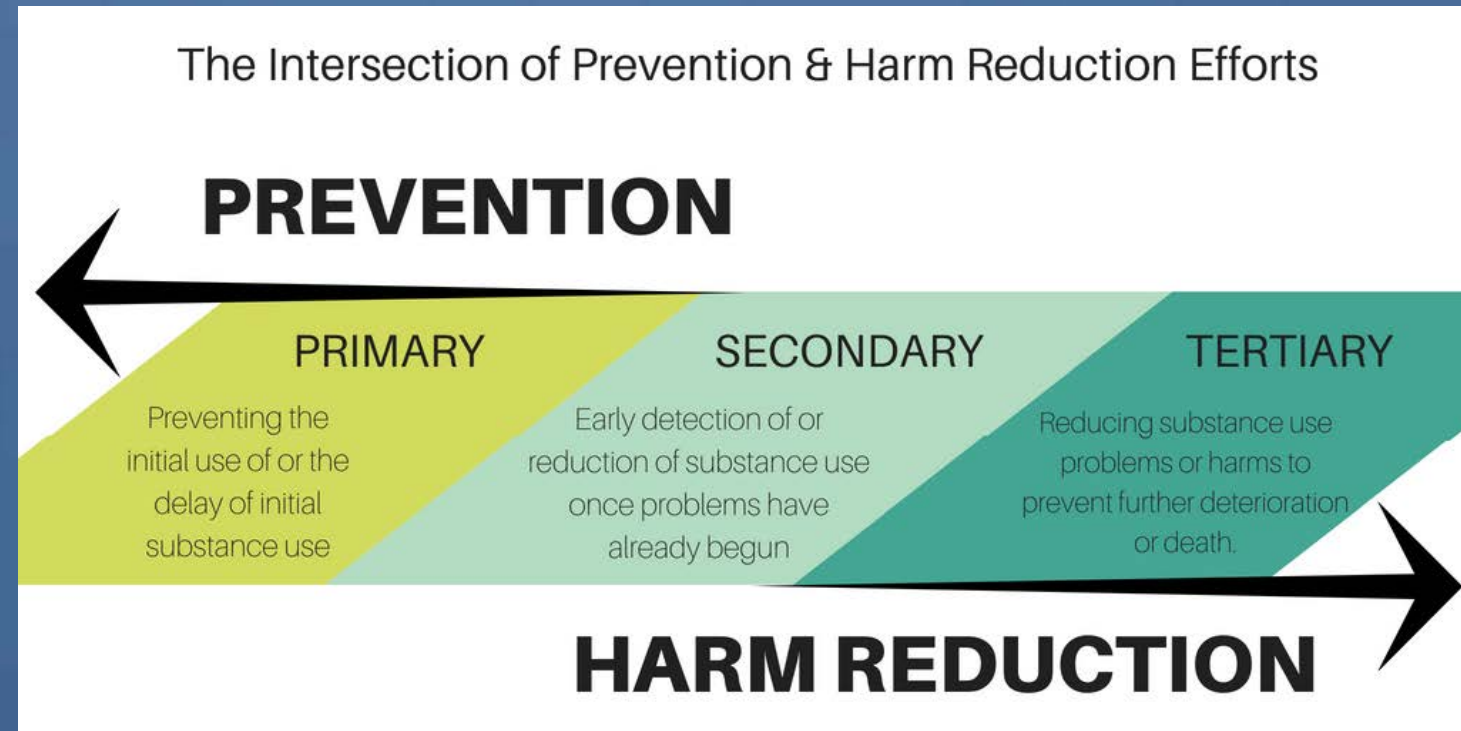 The Intersection of Prevention & Harm Reduction Efforts
PREVENTION
PRIMARY
Preventing the
initial use of or the
delay of initial
substance use
SECONDARY
Early detection of or
reduction of substance use
once problems have
already begun
TERTIARY
Reducing substance use
problems or harms to
prevent further deterioration
or death.
HARM REDUCTION